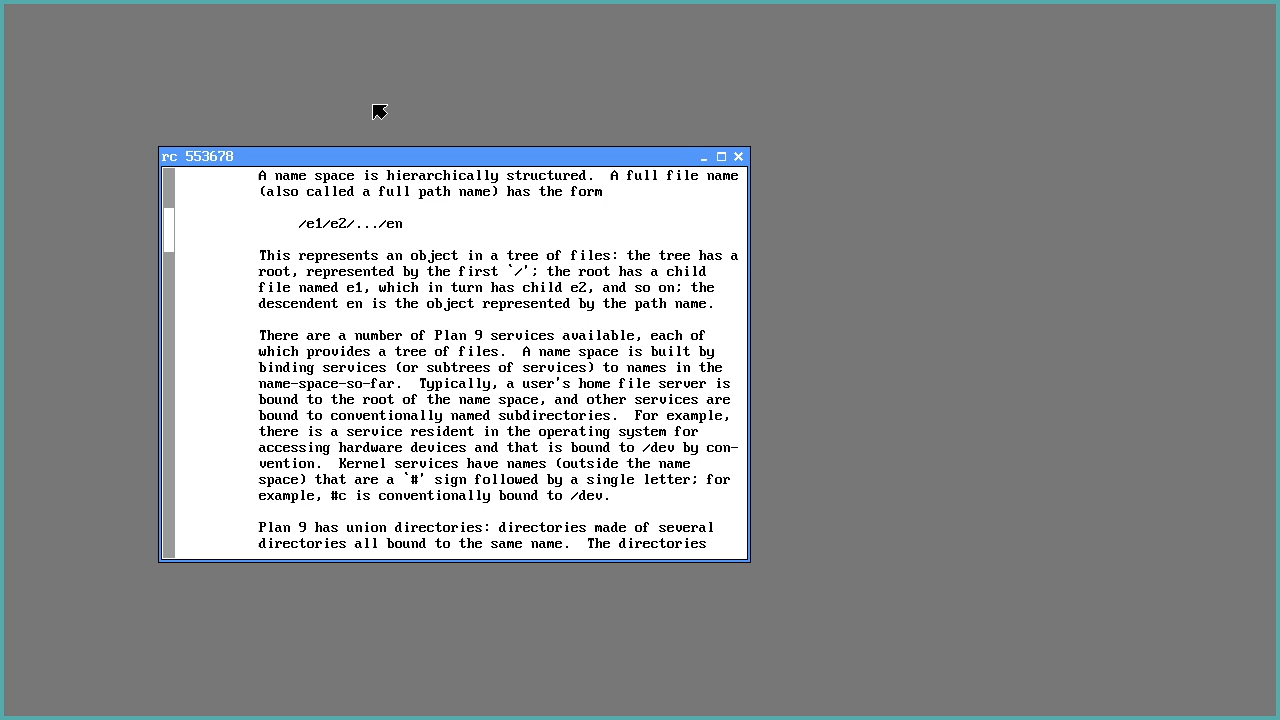 rc 553678
A name space is hierarchically structured.  A full file name
(also called a full path name) has the form
/e1/e2/.../en
This represents an object in a tree of files: the tree has a
root, represented by the first `/'; the root has a child
file named e1, which in turn has child e2, and so on; the
descendent en is the object represented by the path name.
There are a number of Plan 9 services available, each of
which provides a tree of files.  A name space is built by
binding services (or subtrees of services) to names in the
name-space-so-far.  Typically, a user's home file server is
bound to the root of the name space, and other services are
bound to conventionally named subdirectories.  For example,
there is a service resident in the operating system for
accessing hardware devices and that is bound to /dev by con-
vention.  Kernel services have names (outside the name
space) that are a `#' sign followed by a single letter; for
example, #c is conventionally bound to /dev.
Plan 9 has union directories: directories made of several
directories all bound to the same name.  The directories